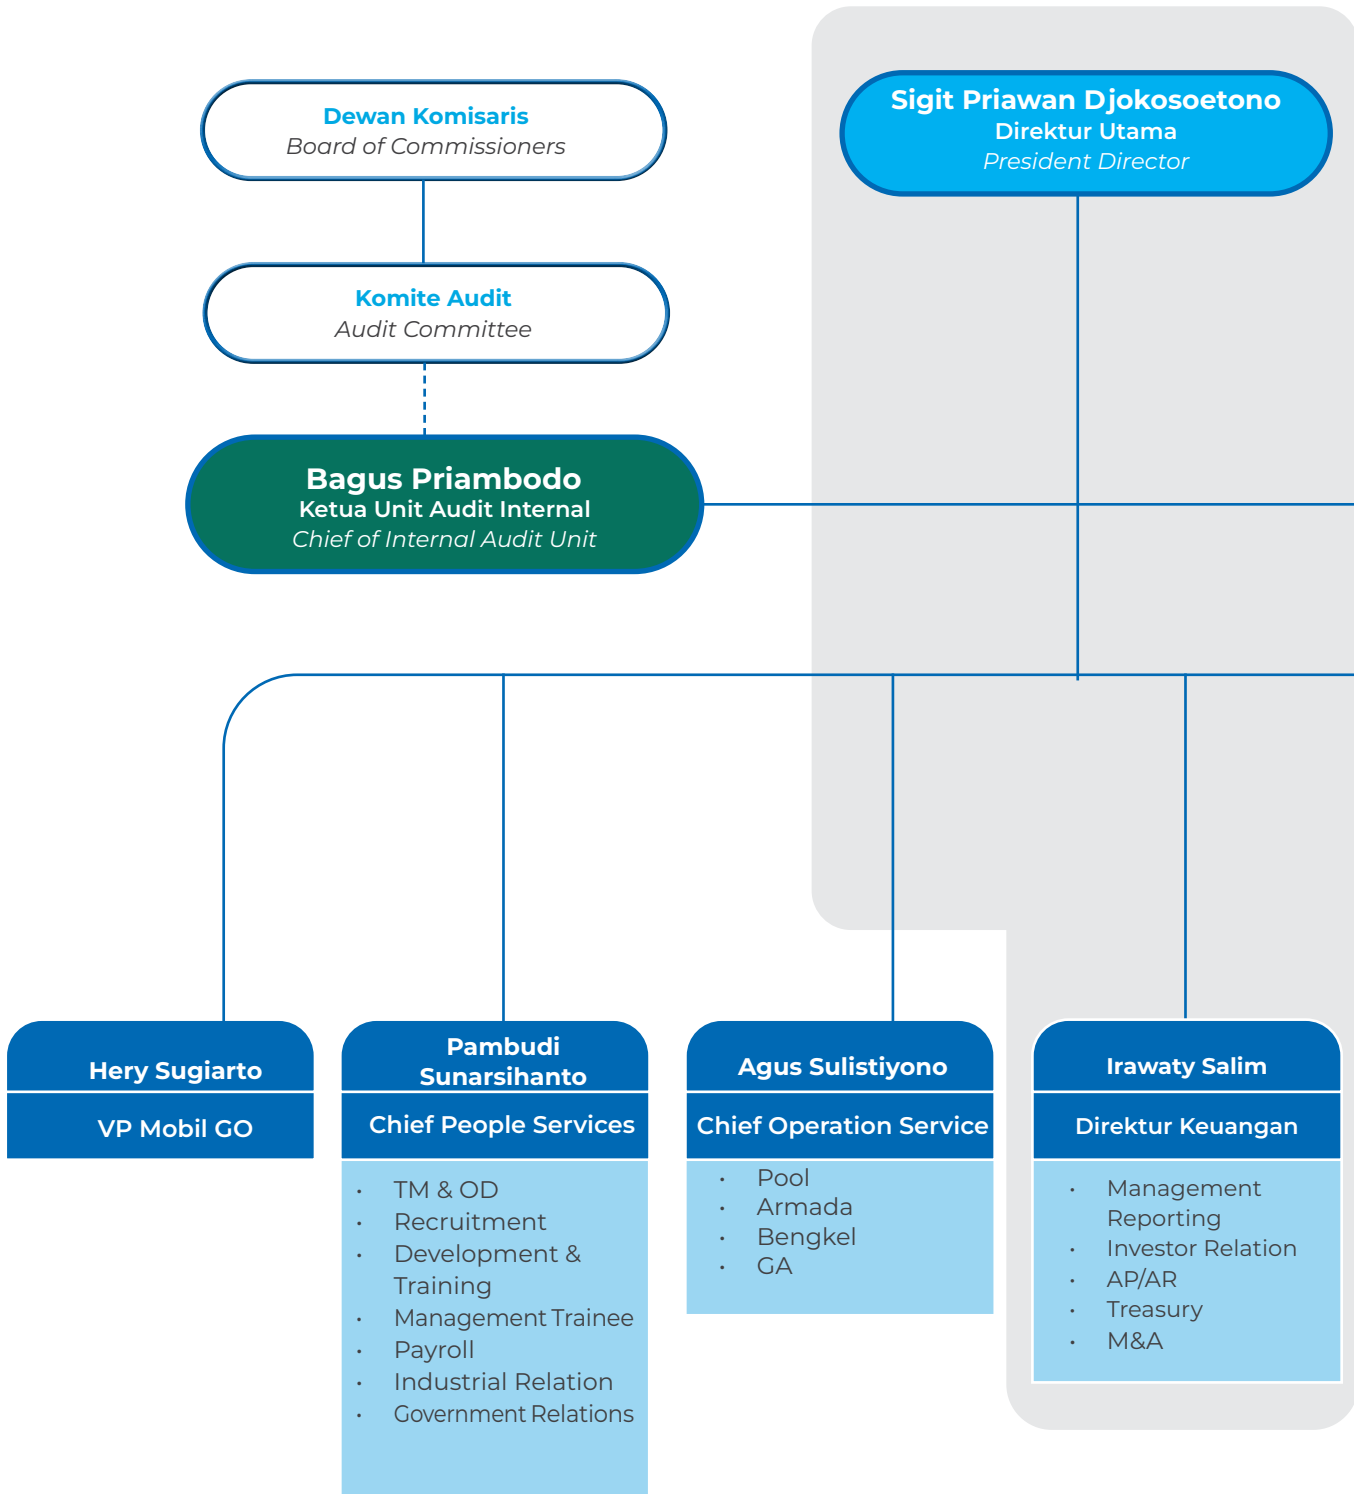 Dewan Komisaris
Board of Commissioners
Sigit Priawan Djokosoetono
Direktur Utama
President Director
Komite Audit
Audit Committee
Bagus Priambodo
Ketua Unit Audit Internal
Chief of Internal Audit Unit
Hery Sugiarto
VP Mobil GO
Pambudi
Sunarsihanto
Chief People Services
• TM & OD
• Recruitment
• Development &
Training
• Management Trainee
• Payroll
• Industrial Relation
• Government Relations
Agus Sulistiyono
Chief Operation Service
• Pool
• Armada
• Bengkel
• GA
Irawaty Salim
Direktur Keuangan
• Management
Reporting
• Investor Relation
• AP/AR
• Treasury
• M&A